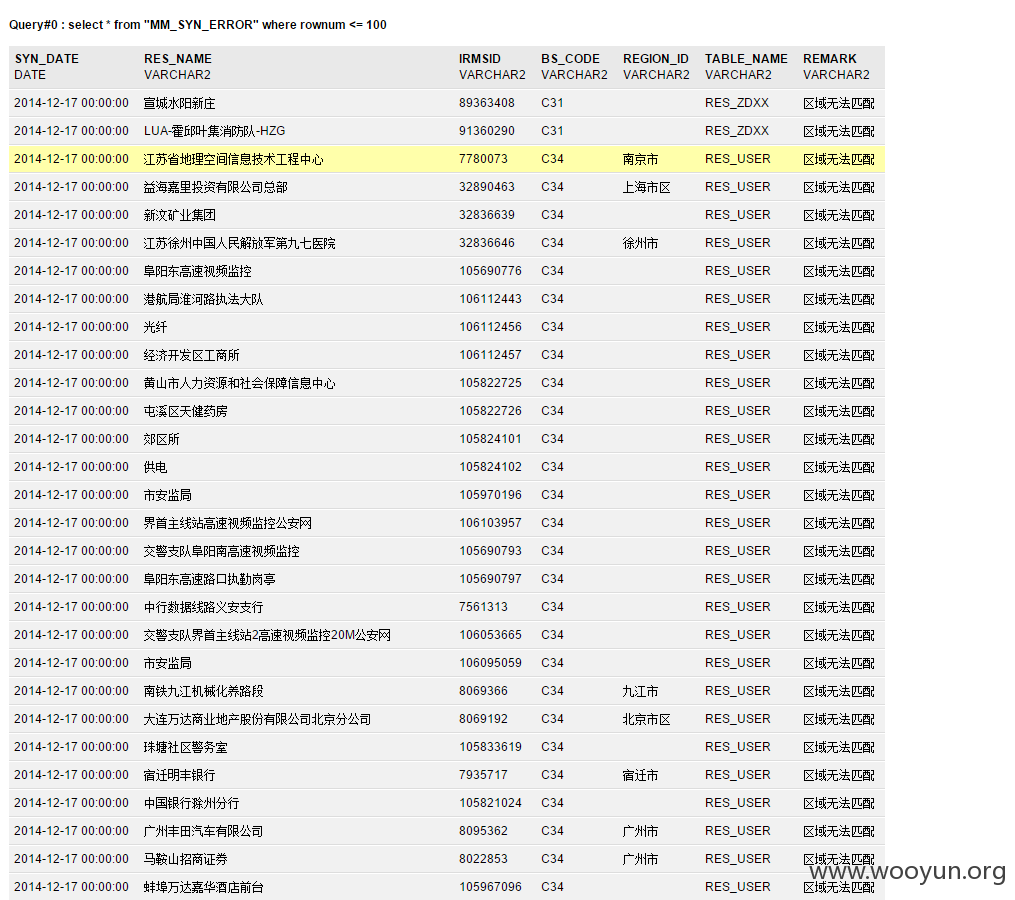 Query#0 : select * from "MM_SYN_ERROR" where rownum <= 100
SYN_DATE RES_NAME IRMSID BS_CODE REGION_ID TABLE_NAME REMARK
DATE VARCHAR2 VARCHAR2 VARCHAR2 VARCHAR2 VARCHAR2 VARCHAR2
2014-12-17 00:00:00 宣城水阳新庄 89363408 C31 RES_ZDXX 区域无法匹配
2014-12-17 00:00:00 LUA-霍邱叶集消防队-HZG 91360290 C31 RES_ZDXX 区域无法匹配
2014-12-17 00:00:00 江苏省地理空间信息技术工程中心 7780073 C34 南京市 RES_USER 区域无法匹配
2014-12-17 00:00:00 益海嘉里投资有限公司总部 32890463 C34 上海市区 RES_USER 区域无法匹配
2014-12-17 00:00:00 新汶矿业集团 32836639 C34 RES_USER 区域无法匹配
2014-12-17 00:00:00 江苏徐州中国人民解放军第九七医院 32836646 C34 徐州市 RES_USER 区域无法匹配
2014-12-17 00:00:00 阜阳东高速视频监控 105690776 C34 RES_USER 区域无法匹配
2014-12-17 00:00:00 港航局淮河路执法大队 106112443 C34 RES_USER 区域无法匹配
2014-12-17 00:00:00 光纤 106112456 C34 RES_USER 区域无法匹配
2014-12-17 00:00:00 经济开发区工商所 106112457 C34 RES_USER 区域无法匹配
2014-12-17 00:00:00 黄山市人力资源和社会保障信息中心 105822725 C34 RES_USER 区域无法匹配
2014-12-17 00:00:00 屯溪区天健药房 105822726 C34 RES_USER 区域无法匹配
2014-12-17 00:00:00 郊区所 105824101 C34 RES_USER 区域无法匹配
2014-12-17 00:00:00 供电 105824102 C34 RES_USER 区域无法匹配
2014-12-17 00:00:00 市安监局 105970196 C34 RES_USER 区域无法匹配
2014-12-17 00:00:00 界首主线站高速视频监控公安网 106103957 C34 RES_USER 区域无法匹配
2014-12-17 00:00:00 交警支队阜阳南高速视频监控 105690793 C34 RES_USER 区域无法匹配
2014-12-17 00:00:00 阜阳东高速路口执勤岗亭 105690797 C34 RES_USER 区域无法匹配
2014-12-17 00:00:00 中行数据线路义安支行 7561313 C34 RES_USER 区域无法匹配
2014-12-17 00:00:00 交警支队界首主线站2高速视频监控20M公安网 106053665 C34 RES_USER 区域无法匹配
2014-12-17 00:00:00 市安监局 106095059 C34 RES_USER 区域无法匹配
2014-12-17 00:00:00 南铁九江机械化养路段 8069366 C34 九江市 RES_USER 区域无法匹配
2014-12-17 00:00:00 大连万达商业地产股份有限公司北京分公司 8069192 C34 北京市区 RES_USER 区域无法匹配
2014-12-17 00:00:00 珠塘社区警务室 105833619 C34 RES_USER 区域无法匹配
2014-12-17 00:00:00 宿迁明丰银行 7935717 C34 宿迁市 RES_USER 区域无法匹配
2014-12-17 00:00:00 中国银行滁州分行 105821024 C34 RES_USER 区域无法匹配
2014-12-17 00:00:00 广州丰田汽车有限公司 8095362 C34 广州市 RES_USER 区域无法匹配
2014-12-17 00:00:00 马鞍山招商证券 8022853 C34 广州市 RES_USER 区域无法匹配
www.wooyun.org
2014-12-17 00:00:00 蚌埠万达嘉华酒店前台 105967096 C34 RES_USER 区域无法匹配